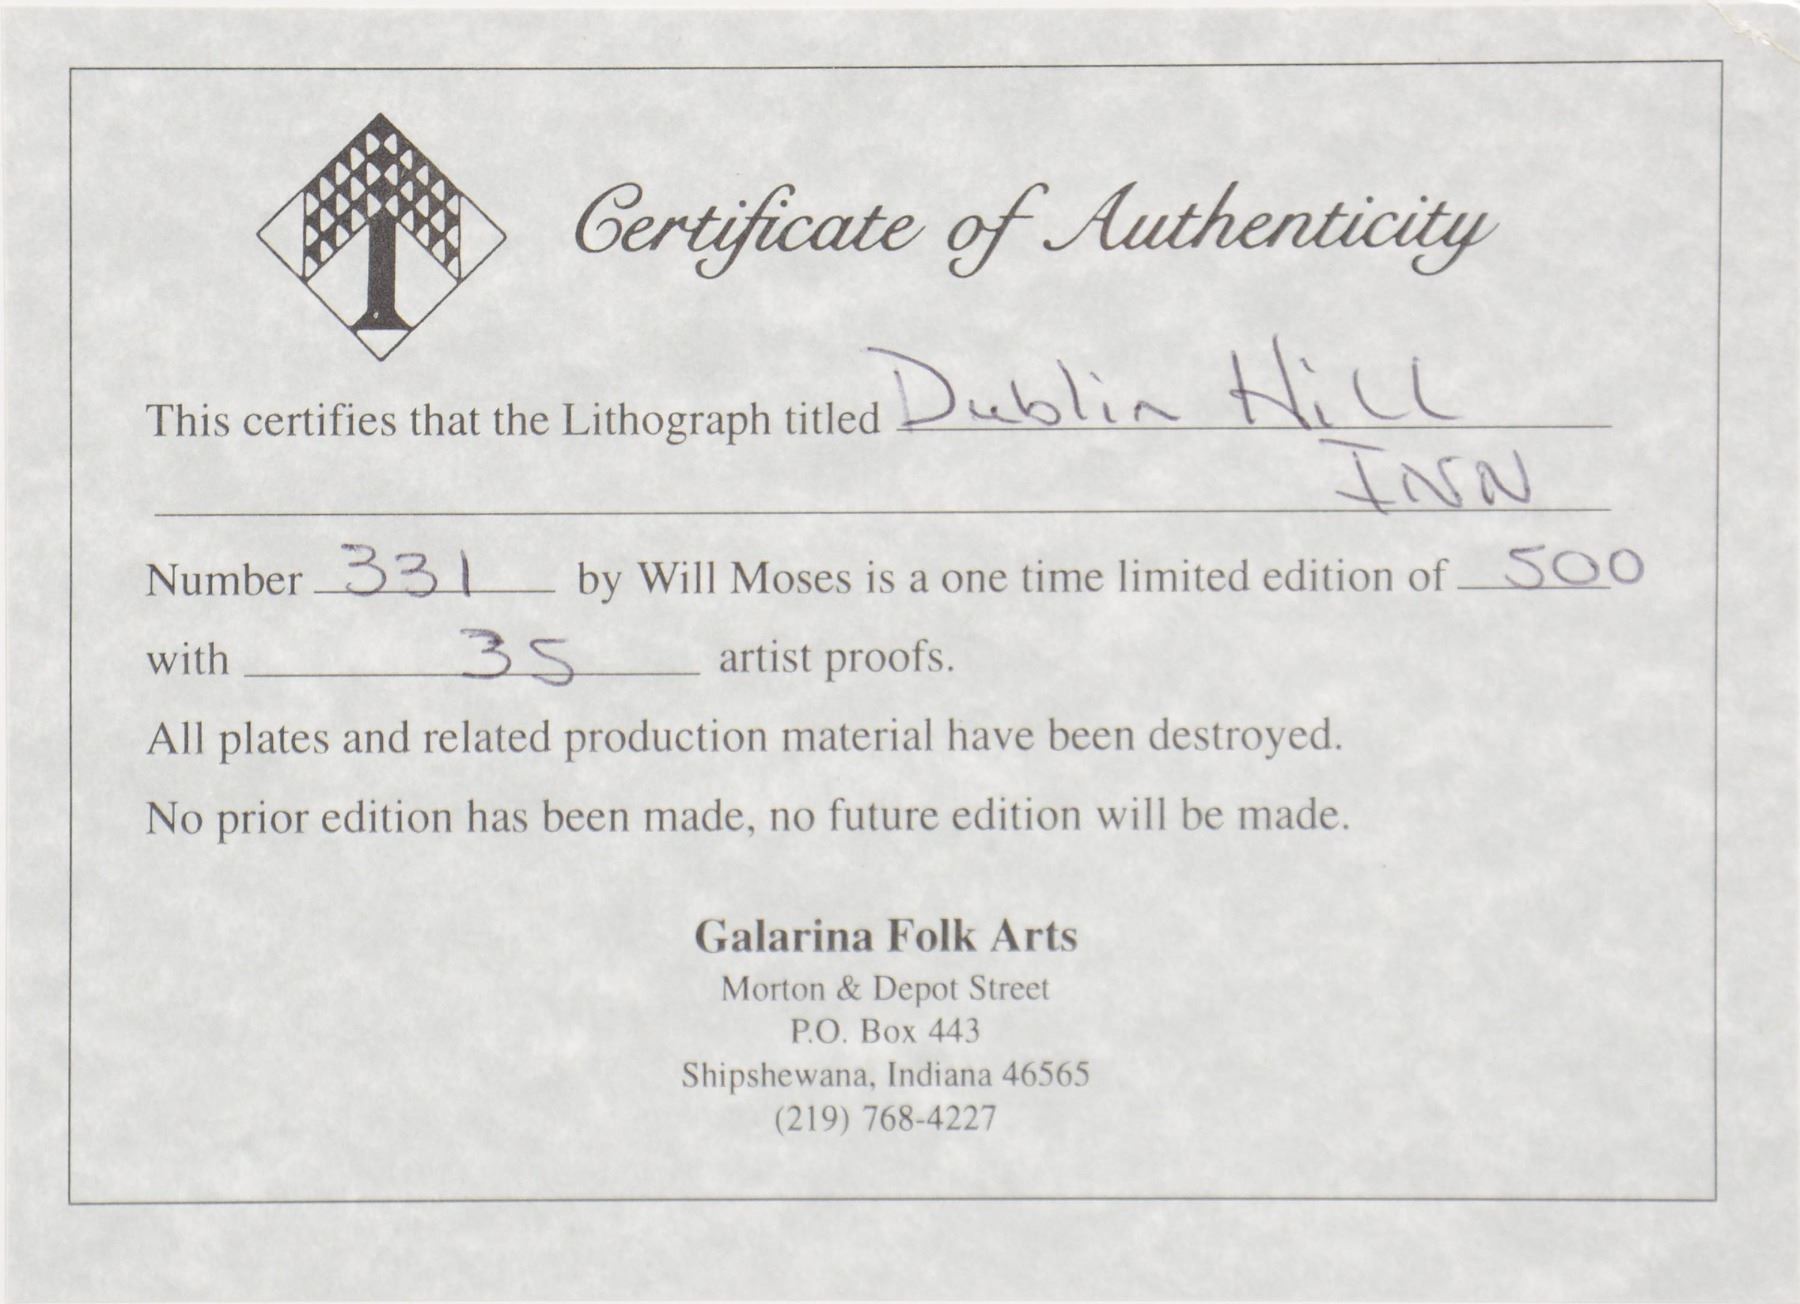 Certificate of Authenticity
This certifies that the Lithograph titled Dublin Hill
INN
Number 331 by Will Moses is a one time limited edition of 500
with 35 artist proofs.
All plates and related production material have been destroyed.
No prior edition has been made, no future edition will be made.
Galarina Folk Arts
Morton & Depot Street
P.O. Box 443
Shipshewana, Indiana 46565
(219) 768-4227